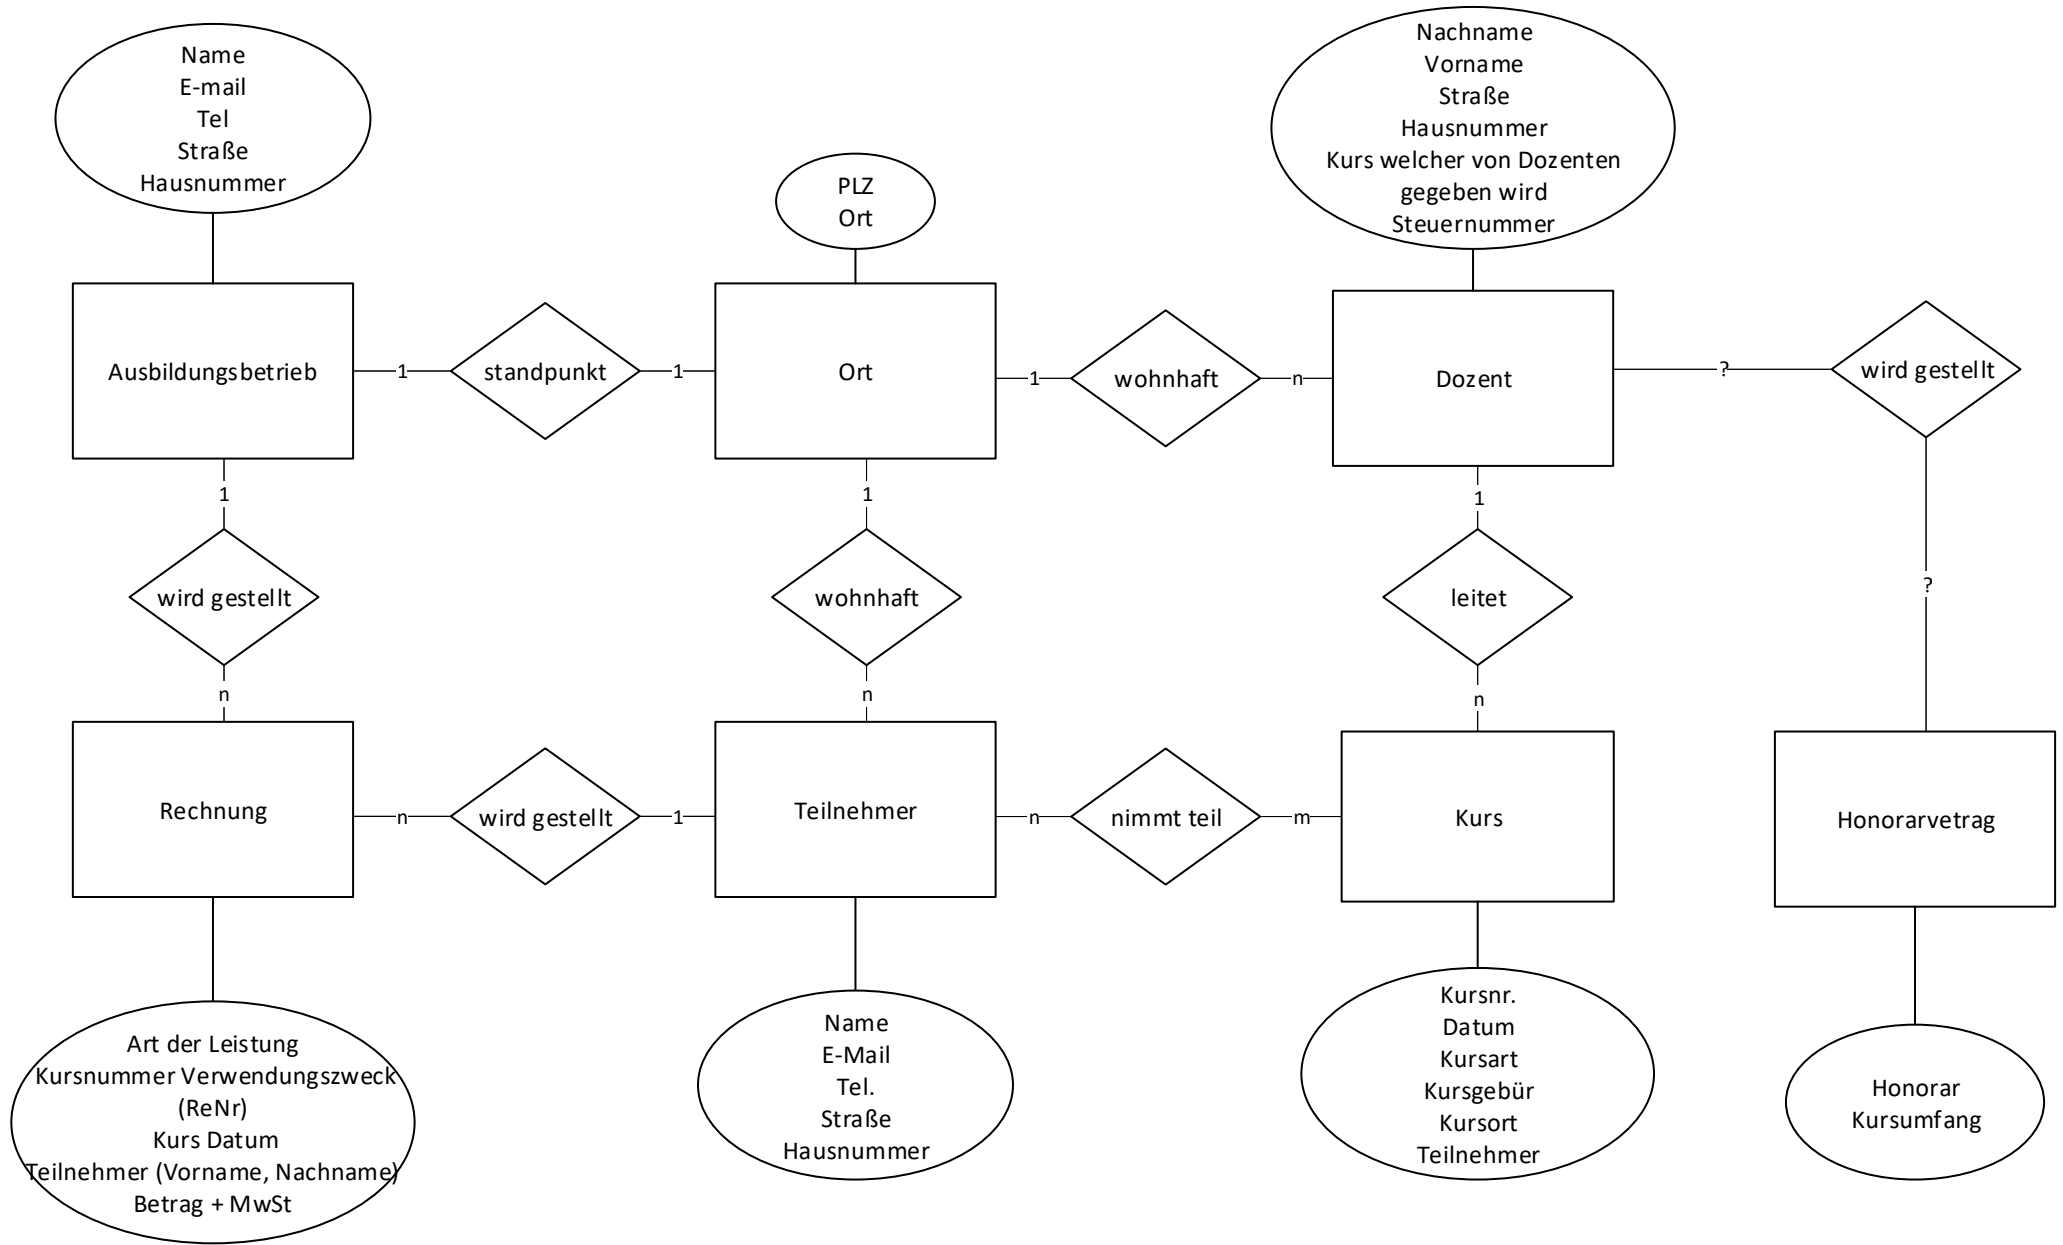 Name
E-mail
Tel
Straße
Hausnummer
PLZ
Ort
Nachname
Vorname
Straße
Hausnummer
Kurs welcher von Dozenten
gegeben wird
Steuernummer
Ausbildungsbetrieb
1
standpunkt
1
Ort
1
wohnhaft
n
Dozent
?
wird gestellt
1
wird gestellt
n
1
wohnhaft
n
1
leitet
n
?
Rechnung
n
wird gestellt
1
Teilnehmer
n
nimmt teil
m
Kurs
Honorarvetrag
Art der Leistung
Kursnummer Verwendungszweck
(ReNr)
Kurs Datum
Teilnehmer (Vorname, Nachname)
Betrag + MwSt
Name
E-Mail
Tel.
Straße
Hausnummer
Kursnr.
Datum
Kursart
Kursgebür
Kursort
Teilnehmer
Honorar
Kursumfang